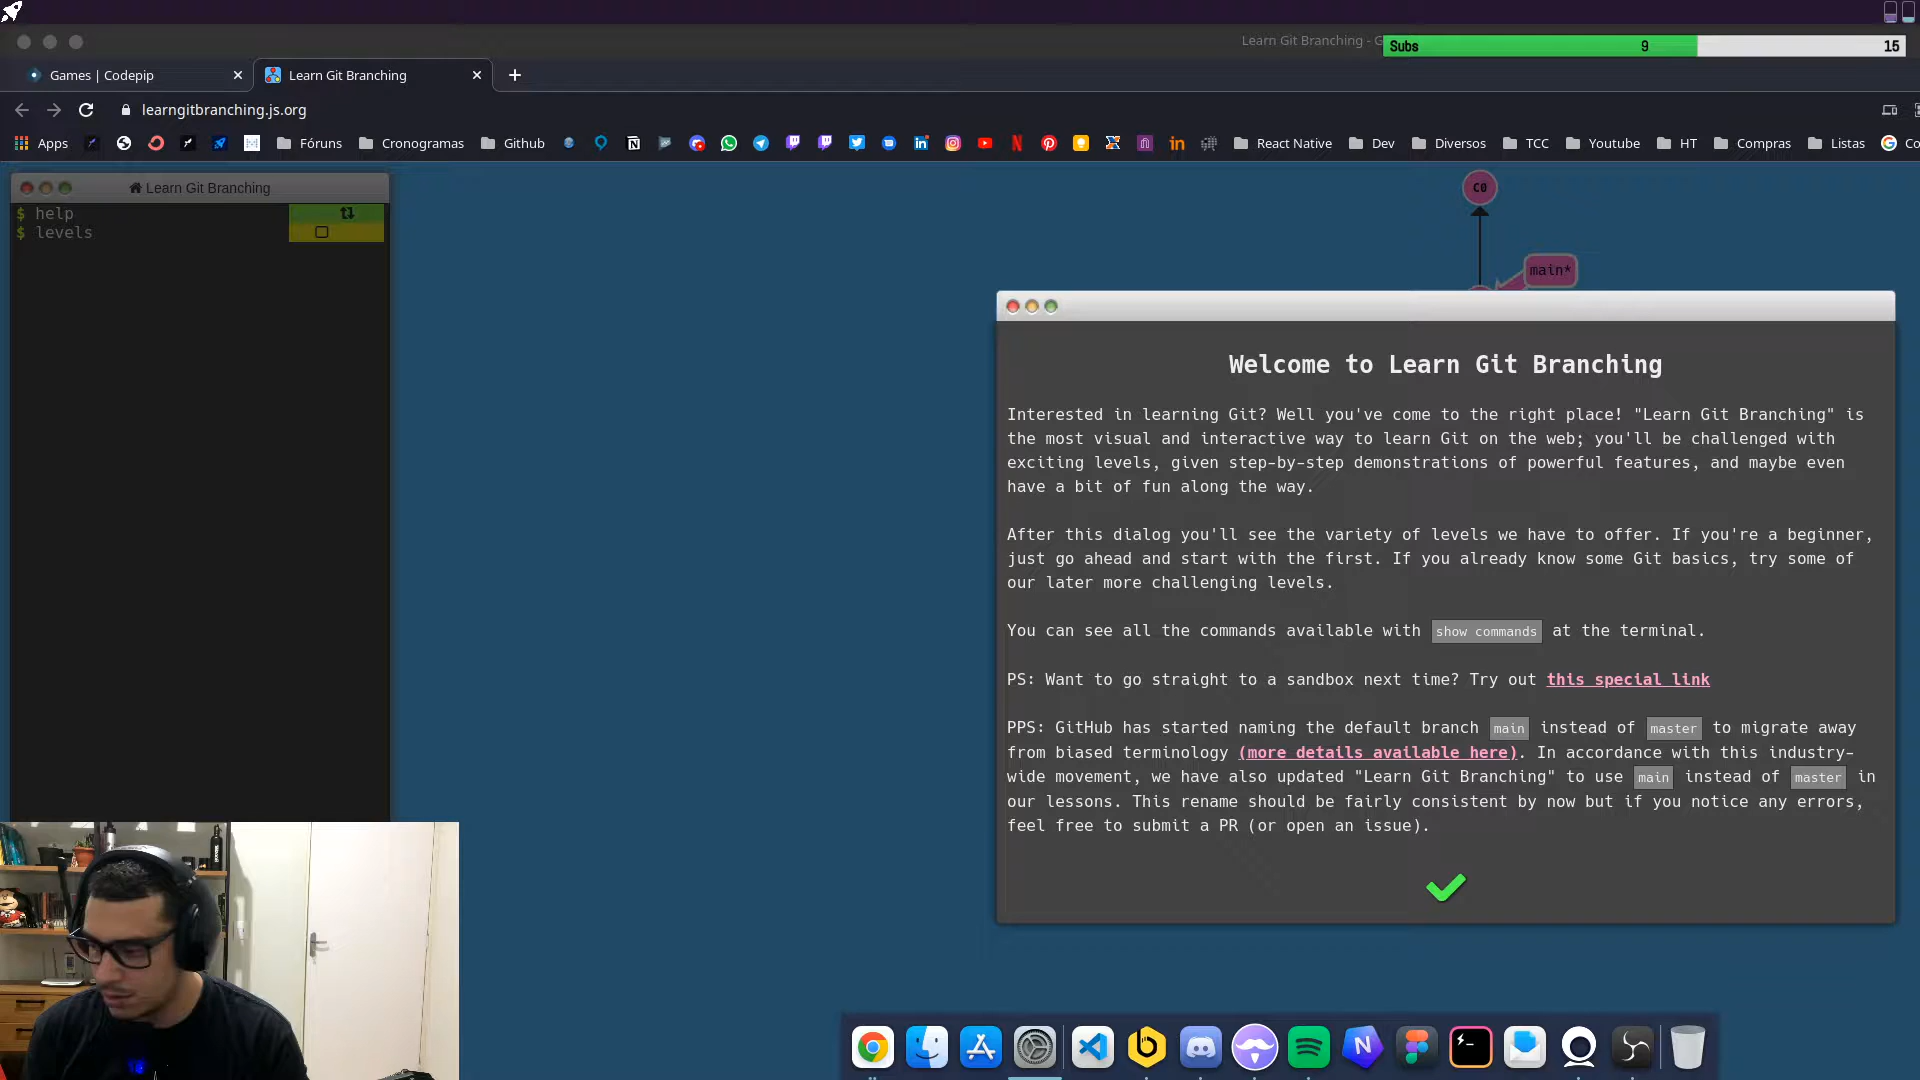 Learn Git Branching - G
Subs 9 15
Games | Codepip
Learn Git Branching
learngitbranching.js.org
Apps
Fóruns
Cronogramas
Github
React Native
Dev
Diversos
TCC
Youtube
HT
Compras
Listas
Co
Learn Git Branching
$ help
$ levels
C0
main*
Welcome to Learn Git Branching
Interested in learning Git? Well you've come to the right place! "Learn Git Branching" is
the most visual and interactive way to learn Git on the web; you'll be challenged with
exciting levels, given step-by-step demonstrations of powerful features, and maybe even
have a bit of fun along the way.
After this dialog you'll see the variety of levels we have to offer. If you're a beginner,
just go ahead and start with the first. If you already know some Git basics, try some of
our later more challenging levels.
You can see all the commands available with show commands at the terminal.
PS: Want to go straight to a sandbox next time? Try out this special link
PPS: GitHub has started naming the default branch main instead of master to migrate away
from biased terminology (more details available here). In accordance with this industry-
wide movement, we have also updated "Learn Git Branching" to use main instead of master in
our lessons. This rename should be fairly consistent by now but if you notice any errors,
feel free to submit a PR (or open an issue).